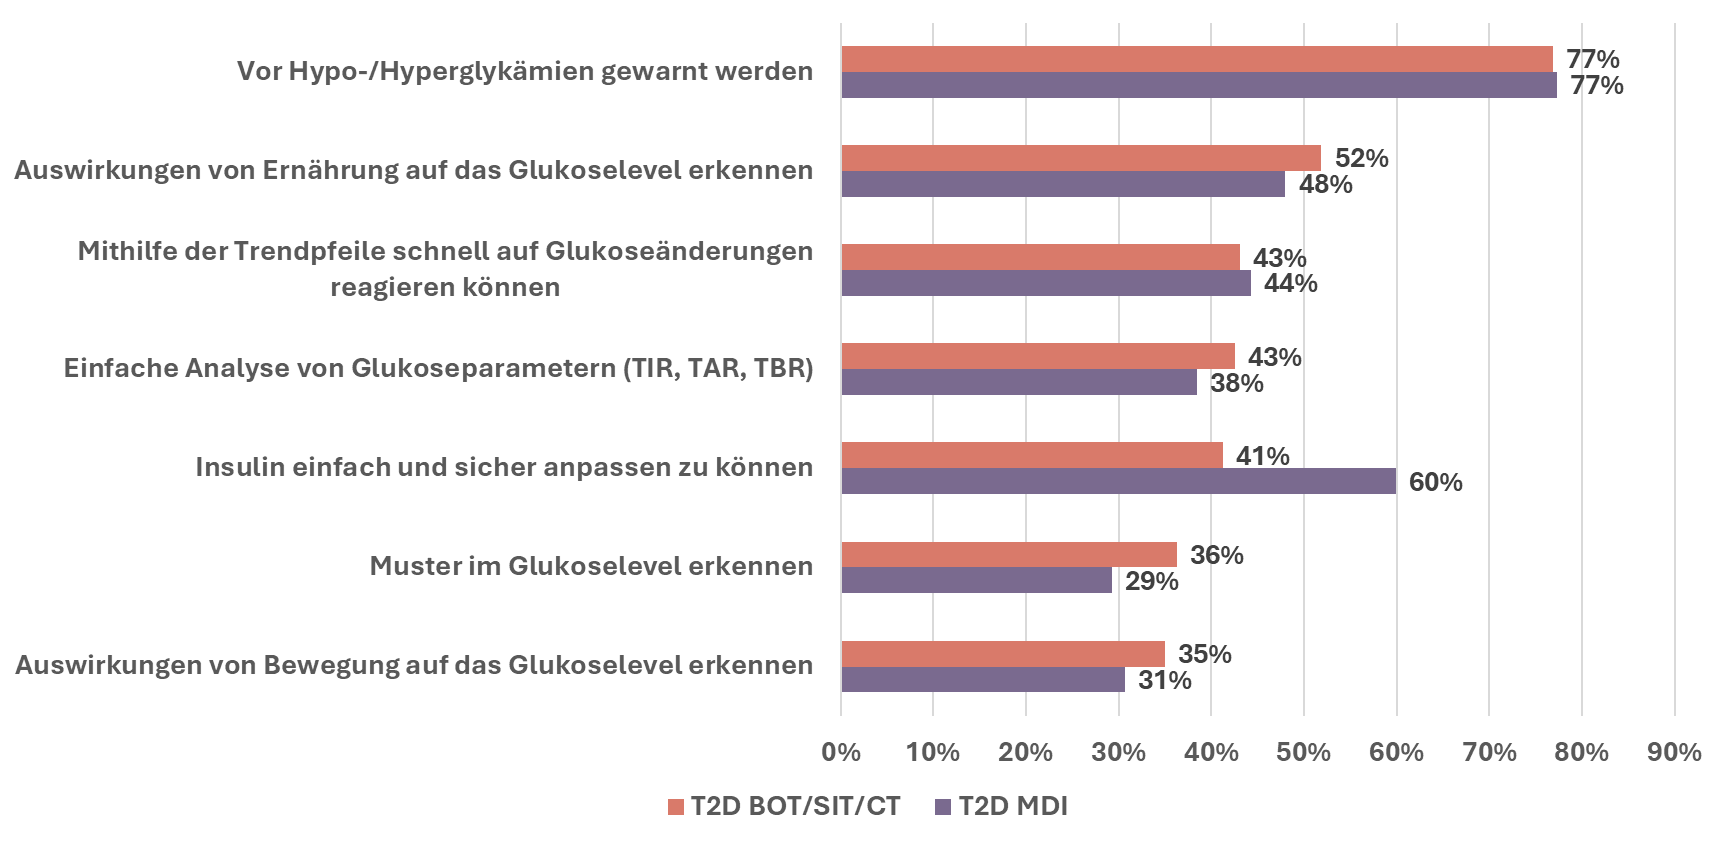 Vor Hypo-/Hyperglykämien gewarnt werden
77%
77%
Auswirkungen von Ernährung auf das Glukoselevel erkennen
52%
48%
Mithilfe der Trendpfeile schnell auf Glukoseänderungen
reagieren können
43%
44%
Einfache Analyse von Glukoseparametern (TIR, TAR, TBR)
43%
38%
Insulin einfach und sicher anpassen zu können
41%
60%
Muster im Glukoselevel erkennen
36%
29%
Auswirkungen von Bewegung auf das Glukoselevel erkennen
35%
31%
0% 10% 20% 30% 40% 50% 60% 70% 80% 90%
T2D BOT/SIT/CT T2D MDI